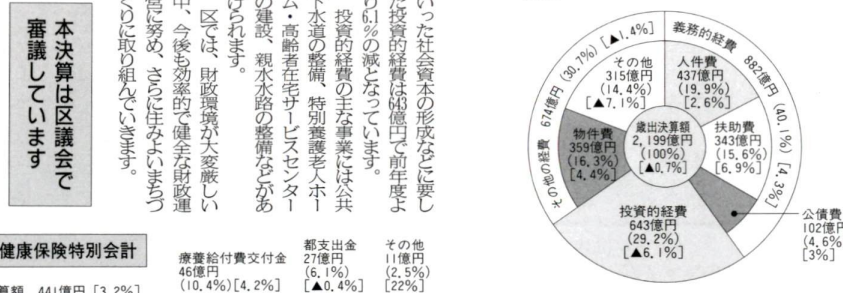 いった社会資本の形成などに要し
た投資的経費は643億円で前年度よ
り6.1%の減となっています。
投資的経費の主な事業には公共
下水道の整備、特別養護老人ホー
ム・高齢者在宅サービスセンター
の建設、親水水路の整備などがあ
げられます。
区では、財政環境が大変厳しい
中、今後も効率的で健全な財政運
営に努め、さらに住みよいまちづ
くりに取り組んでいきます。
本決算は区議会で
審議しています
義務的経費 882億円(40.1%)[4.3%]
人件費
437億円
(19.9%)
[2.6%]
扶助費
343億円
(15.6%)
[6.9%]
公債費
102億円
(4.6%
[3%]
投資的経費
643億円
(29.2%)
[▲6.1%]
その他の経費 674億円(30.7%)[▲1.4%]
物件費
359億円
(16.3%)
[4.4%]
その他
315億円
(14.4%)
[▲7.1%]
歳出決算額
2,199億円
(100%)
[▲0.7%]
健康保険特別会計
算額 441億円[3.2%]
療養給付費交付金
46億円
(10.4%)[4.2%]
都支出金
27億円
(6.1%)
[▲0.4%]
その他
11億円
(2.5%)
[22%]